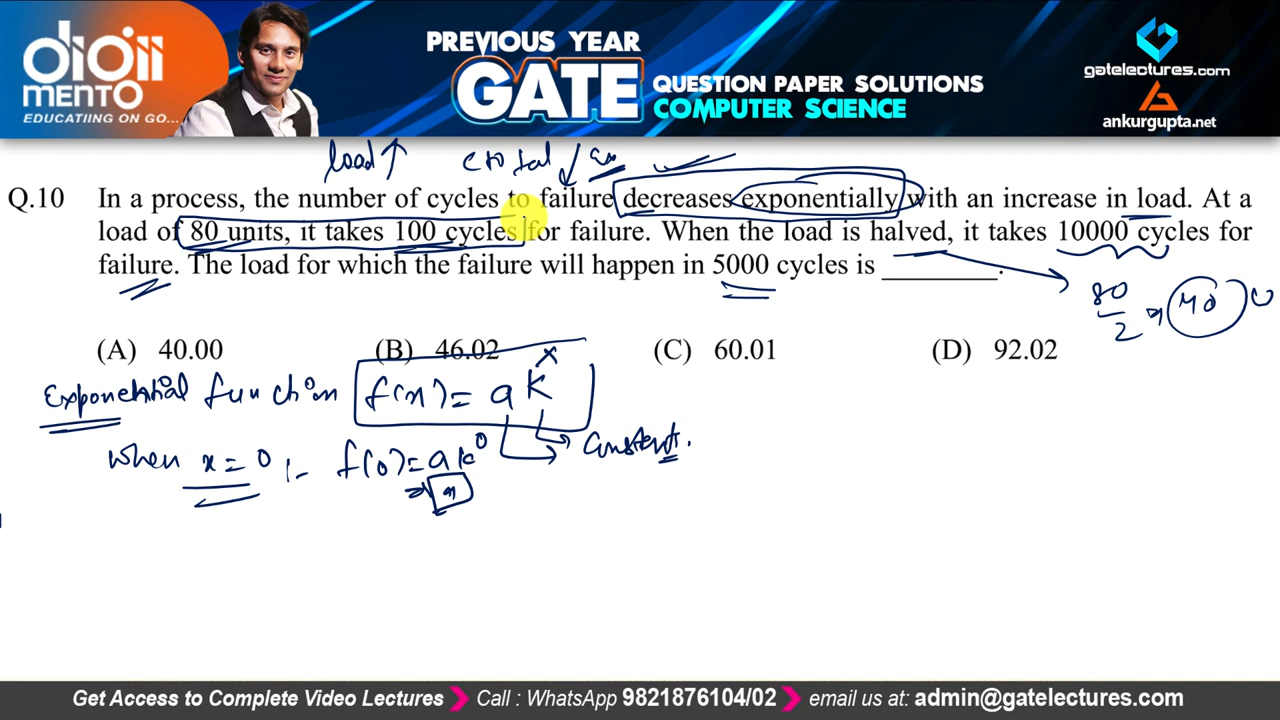 DIGII
MENTO
EDUCATIING ON GO...
PREVIOUS YEAR
GATE QUESTION PAPER SOLUTIONS
COMPUTER SCIENCE
gatelectures.com
ankurgupta.net
load ↑
Q.10 In a process, the number of cycles to failure decreases exponentially with an increase in load. At a
load of 80 units, it takes 100 cycles for failure. When the load is halved, it takes 10000 cycles for
failure. The load for which the failure will happen in 5000 cycles is ________.
80/2 ⇒ 40
(A) 40.00 (B) 46.02 (C) 60.01 (D) 92.02
Exponential function f(x) = a k^x
constant.
when x = 0 :- f(0) = a k^0
Get Access to Complete Video Lectures Call : WhatsApp 9821876104/02 email us at: admin@gatelectures.com